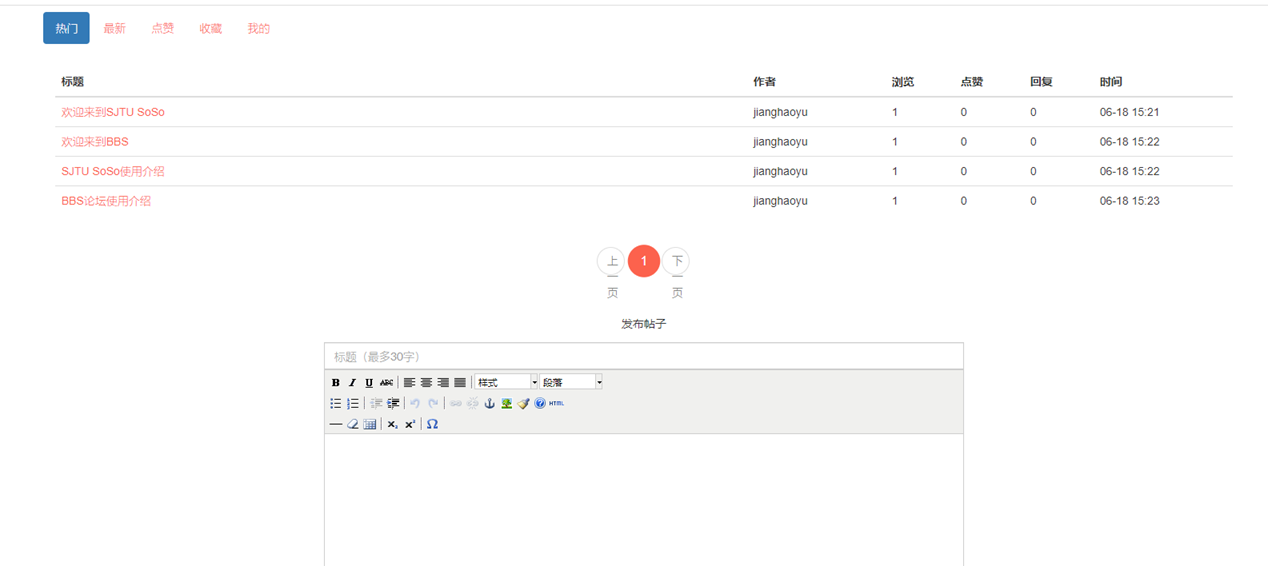 热门 最新 点赞 收藏 我的
标题 作者 浏览 点赞 回复 时间
欢迎来到SJTU SoSo jianghaoyu 1 0 0 06-18 15:21
欢迎来到BBS jianghaoyu 1 0 0 06-18 15:22
SJTU SoSo使用介绍 jianghaoyu 1 0 0 06-18 15:22
BBS论坛使用介绍 jianghaoyu 1 0 0 06-18 15:23
上一页 1 下一页
发布帖子
标题（最多30字）
B I U ABC 样式 段落
HTML
X₂ X² Ω